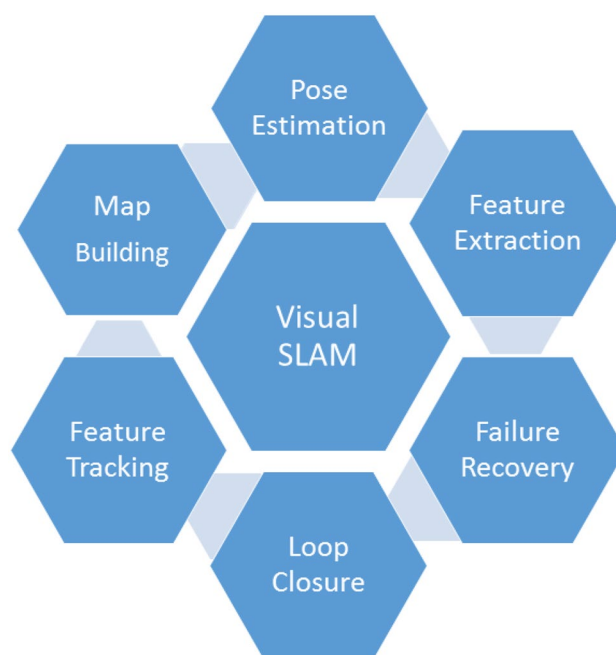 Pose
Estimation
Map
Building
Feature
Extraction
Visual
SLAM
Feature
Tracking
Failure
Recovery
Loop
Closure